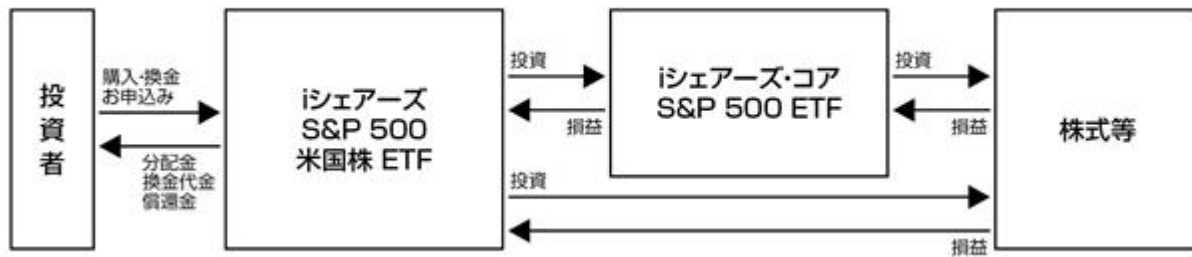 投資者
購入・換金
お申込み
分配金
換金代金
償還金
iシェアーズ
S&P 500
米国株 ETF
投資
損益
iシェアーズ・コア
S&P 500 ETF
投資
損益
投資
損益
株式等